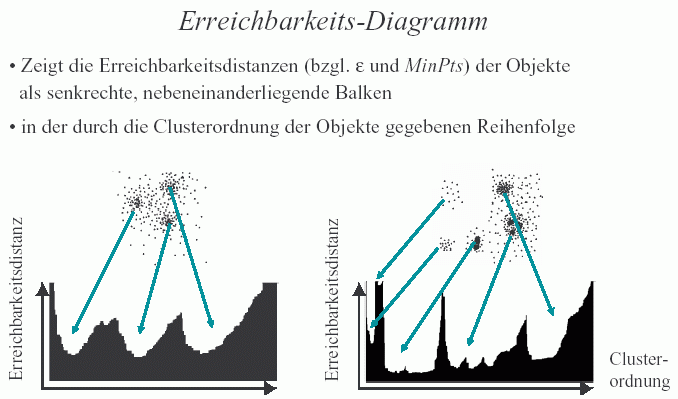 Erreichbarkeits-Diagramm
• Zeigt die Erreichbarkeitsdistanzen (bzgl. ε und MinPts) der Objekte
als senkrechte, nebeneinanderliegende Balken
• in der durch die Clusterordnung der Objekte gegebenen Reihenfolge
Erreichbarkeitsdistanz
Erreichbarkeitsdistanz
Cluster-
ordnung